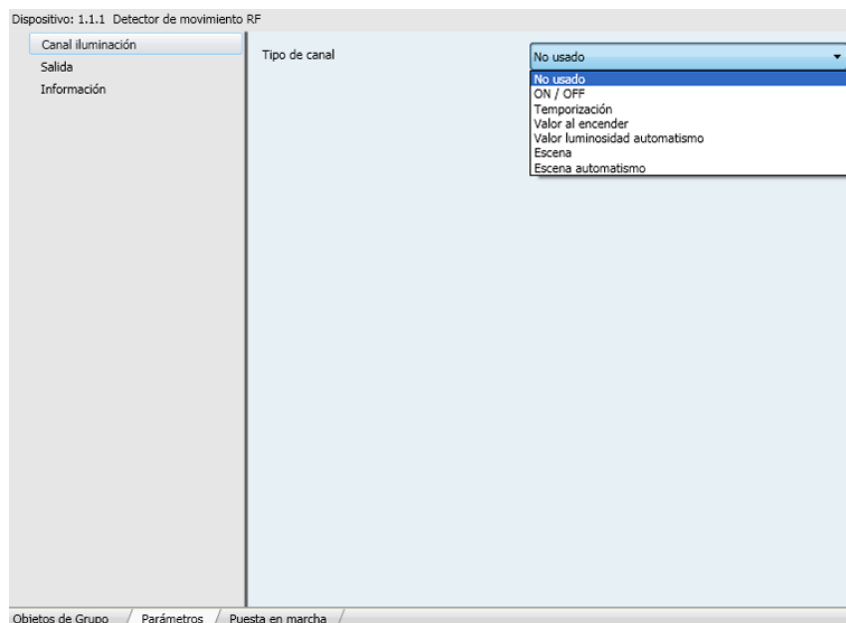 Dispositivo: 1.1.1 Detector de movimiento RF
Canal iluminación
Salida
Información
Tipo de canal
No usado
No usado
ON / OFF
Temporización
Valor al encender
Valor luminosidad automatismo
Escena
Escena automatismo
Objetos de Grupo
Parámetros
Puesta en marcha